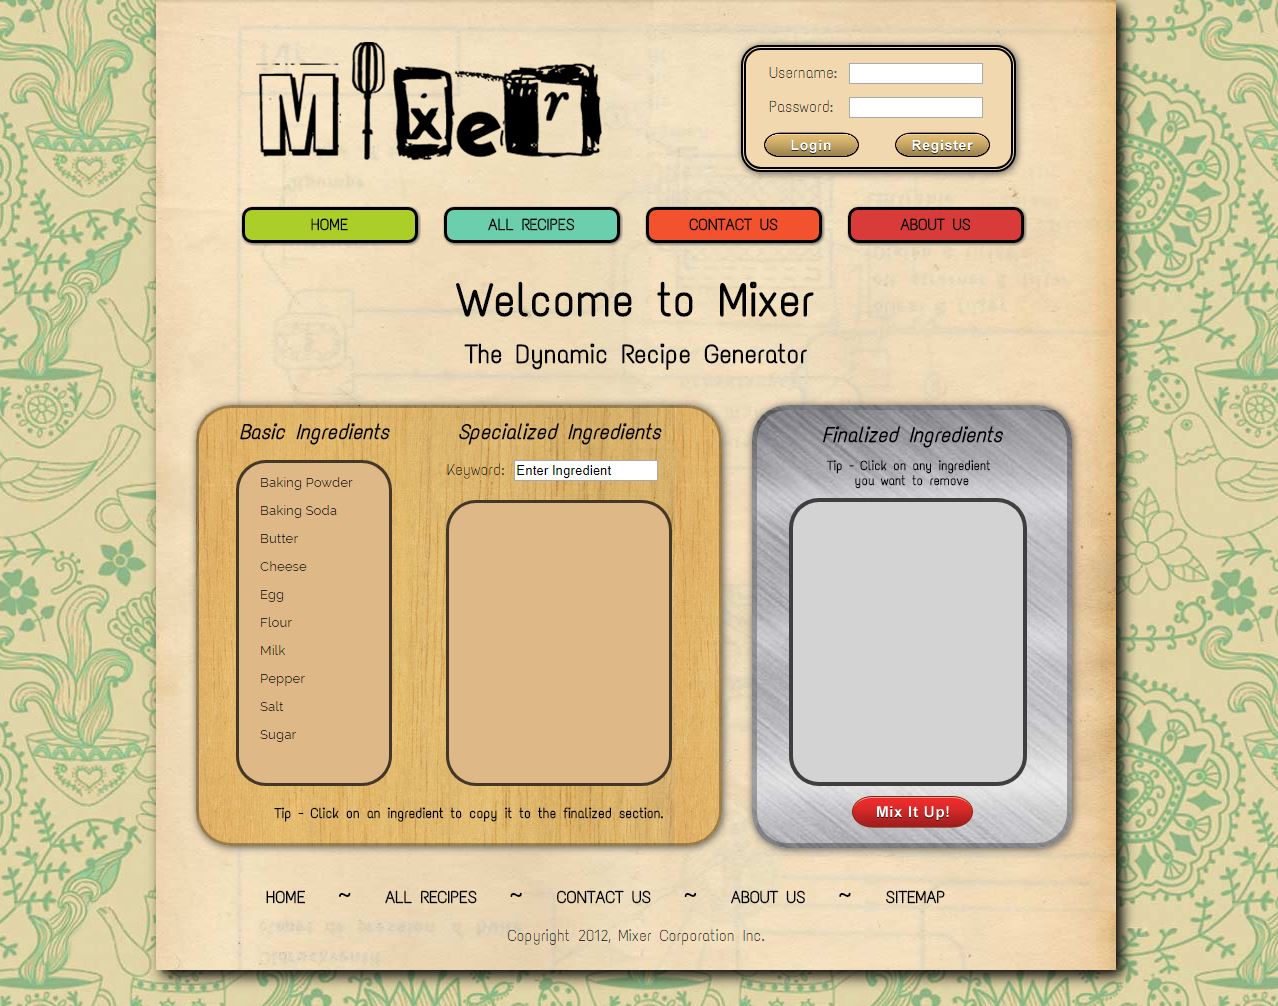 Mixer
Username:
Password:
Login
Register
HOME
ALL RECIPES
CONTACT US
ABOUT US
Welcome to Mixer
The Dynamic Recipe Generator
Basic Ingredients
Baking Powder
Baking Soda
Butter
Cheese
Egg
Flour
Milk
Pepper
Salt
Sugar
Specialized Ingredients
Keyword: Enter Ingredient
Tip - Click on an ingredient to copy it to the finalized section.
Finalized Ingredients
Tip - Click on any ingredient
you want to remove
Mix It Up!
HOME ~ ALL RECIPES ~ CONTACT US ~ ABOUT US ~ SITEMAP
Copyright 2012, Mixer Corporation Inc.